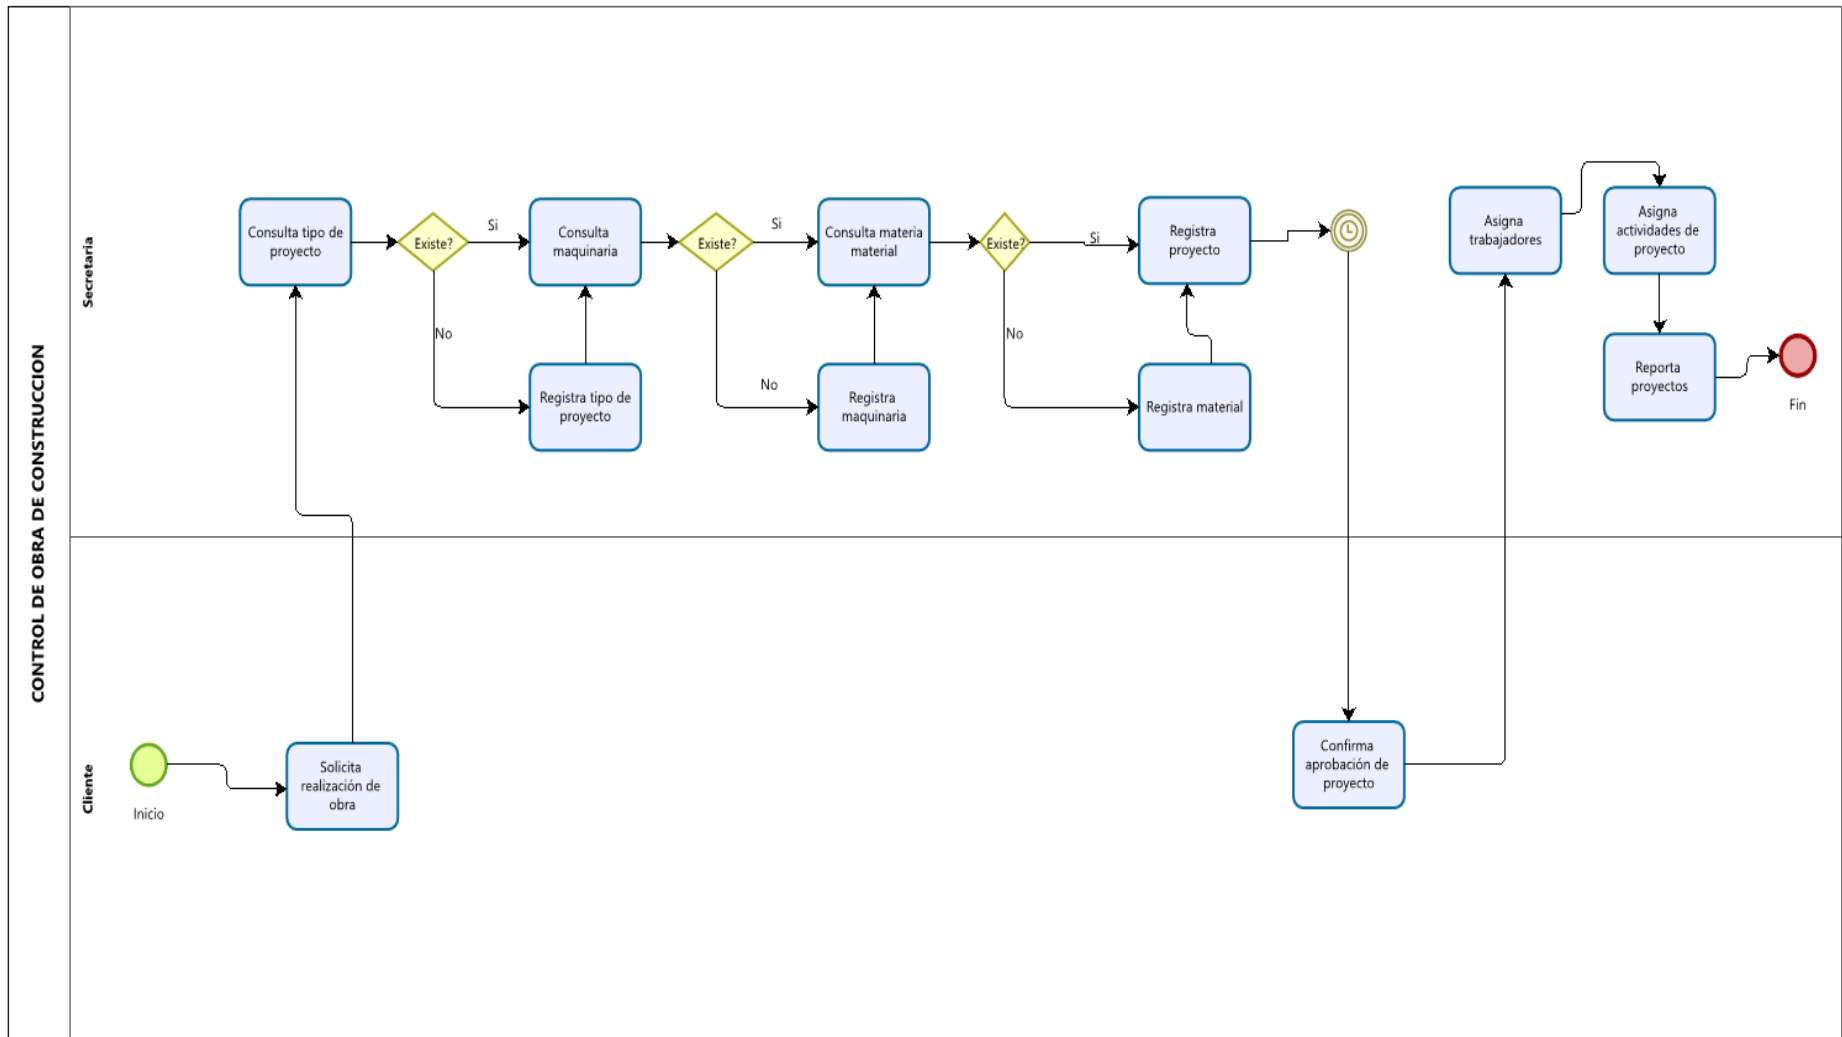 CONTROL DE OBRA DE CONSTRUCCION
Secretaria
Consulta tipo de
proyecto
Existe?
Si
No
Consulta
maquinaria
Registra tipo de
proyecto
Existe?
Si
No
Consulta materia
material
Registra
maquinaria
Existe?
Si
No
Registra
proyecto
Registra material
Asigna
trabajadores
Asigna
actividades de
proyecto
Reporta
proyectos
Fin
Cliente
Inicio
Solicita
realización de
obra
Confirma
aprobación de
proyecto